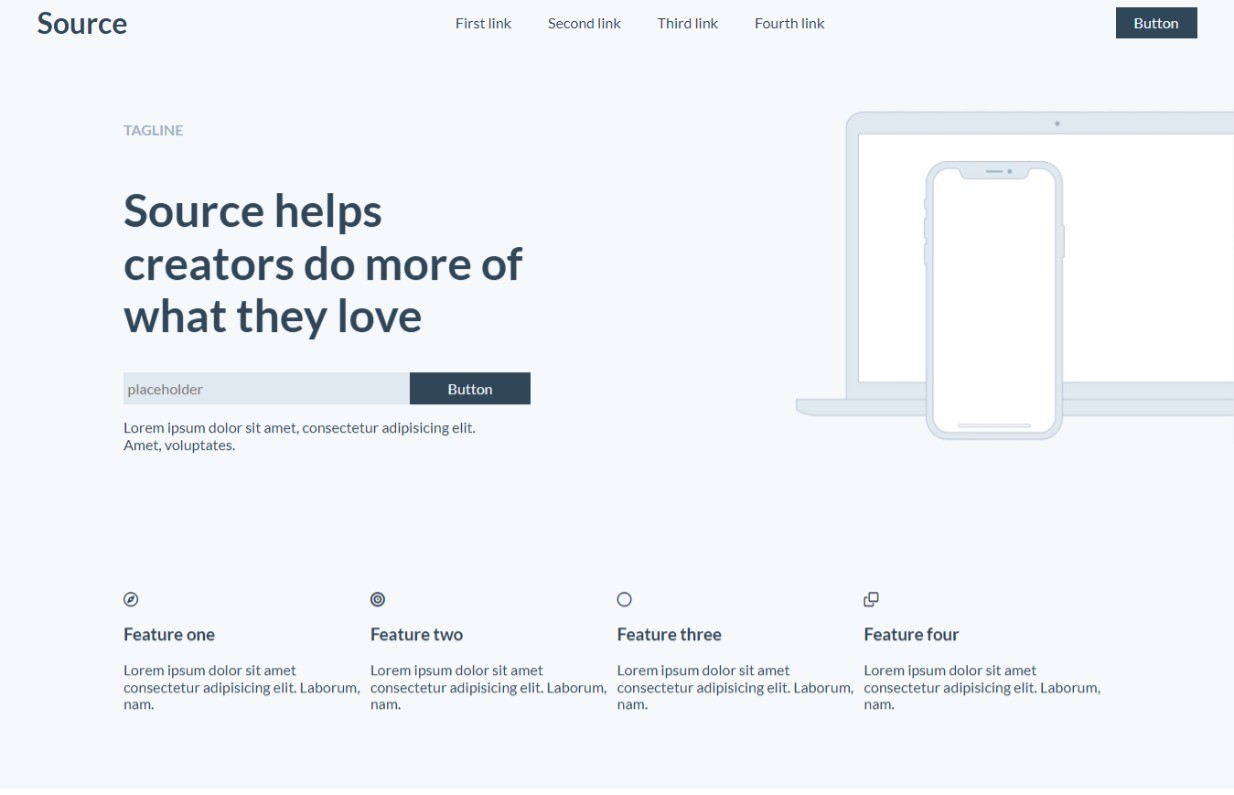 Source
First link
Second link
Third link
Fourth link
Button
TAGLINE
Source helps
creators do more of
what they love
placeholder
Button
Lorem ipsum dolor sit amet, consectetur adipisicing elit.
Amet, voluptates.
Feature one
Lorem ipsum dolor sit amet
consectetur adipisicing elit. Laborum,
nam.
Feature two
Lorem ipsum dolor sit amet
consectetur adipisicing elit. Laborum,
nam.
Feature three
Lorem ipsum dolor sit amet
consectetur adipisicing elit. Laborum,
nam.
Feature four
Lorem ipsum dolor sit amet
consectetur adipisicing elit. Laborum,
nam.